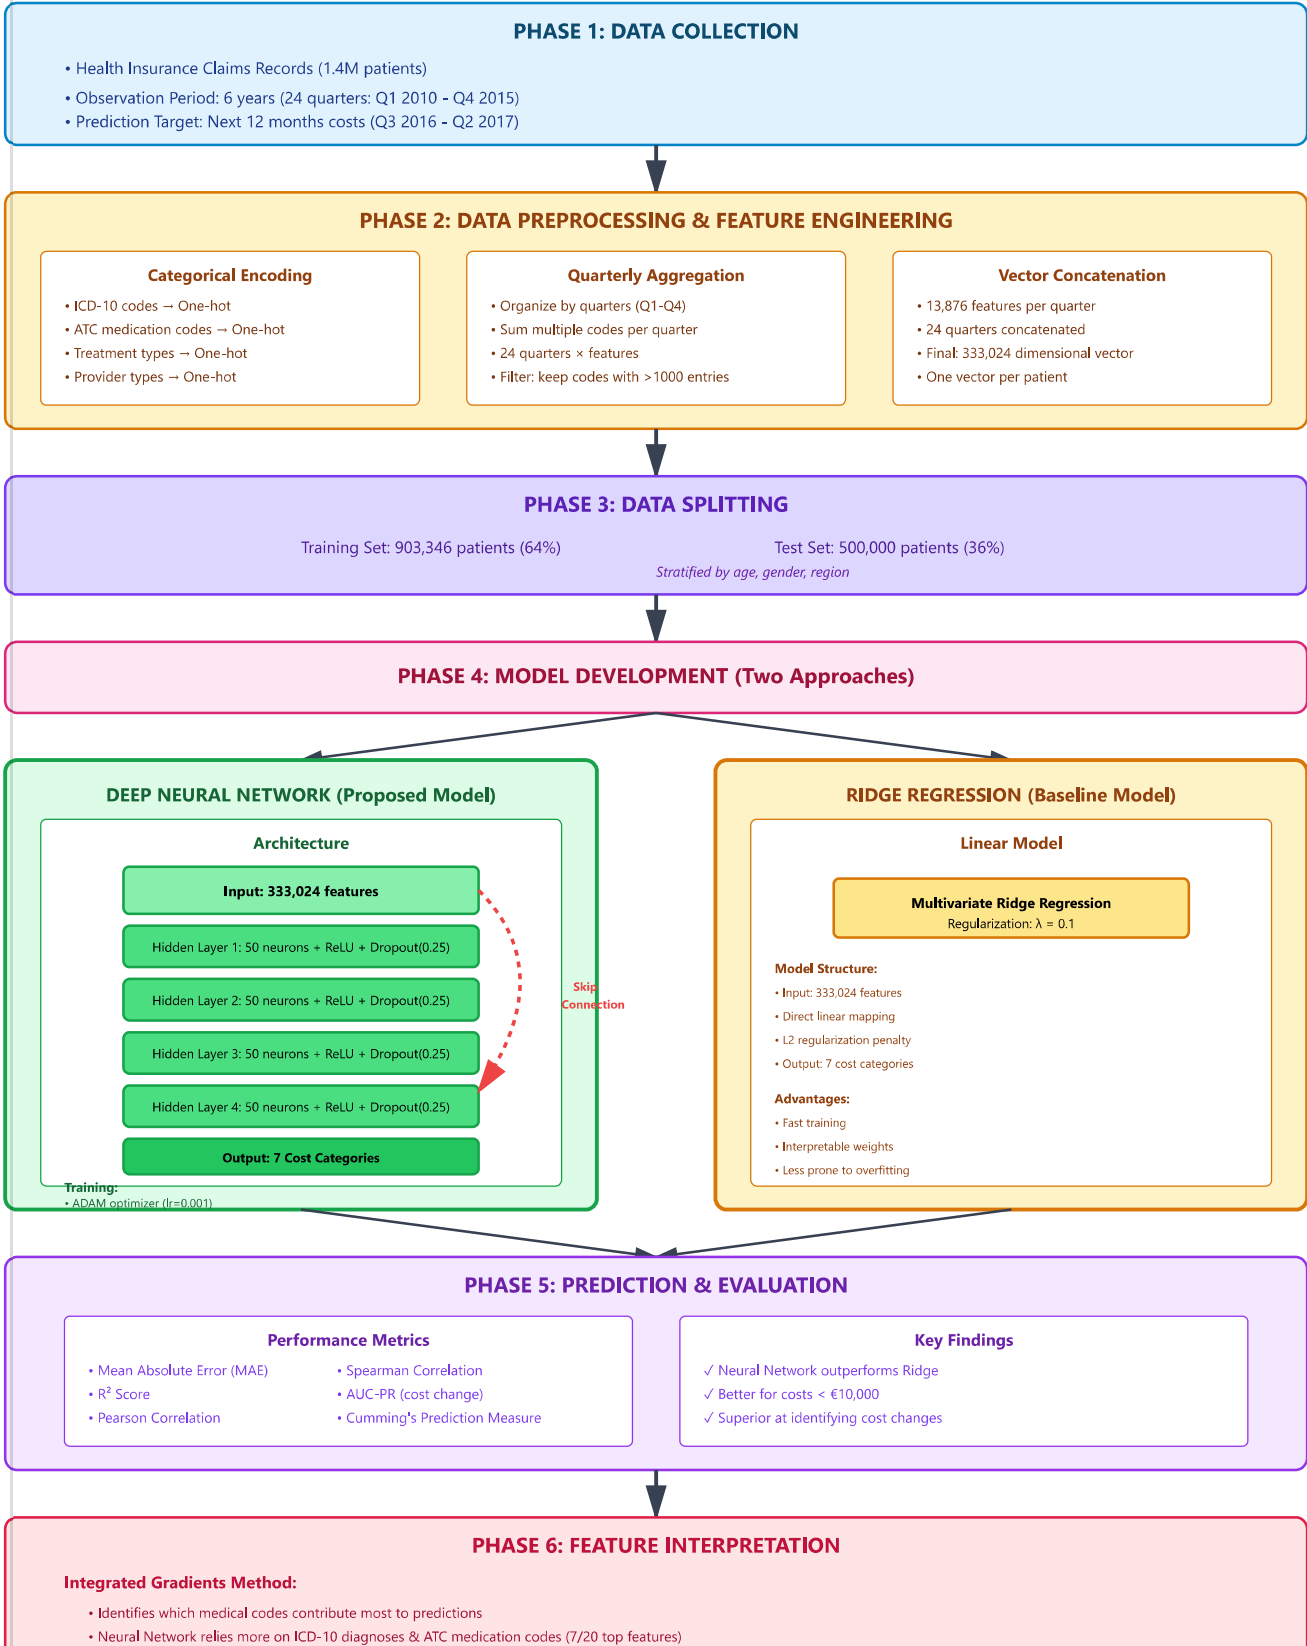 PHASE 1: DATA COLLECTION
• Health Insurance Claims Records (1.4M patients)
• Observation Period: 6 years (24 quarters: Q1 2010 - Q4 2015)
• Prediction Target: Next 12 months costs (Q3 2016 - Q2 2017)
PHASE 2: DATA PREPROCESSING & FEATURE ENGINEERING
Categorical Encoding
• ICD-10 codes → One-hot
• ATC medication codes → One-hot
• Treatment types → One-hot
• Provider types → One-hot
Quarterly Aggregation
• Organize by quarters (Q1-Q4)
• Sum multiple codes per quarter
• 24 quarters × features
• Filter: keep codes with >1000 entries
Vector Concatenation
• 13,876 features per quarter
• 24 quarters concatenated
• Final: 333,024 dimensional vector
• One vector per patient
PHASE 3: DATA SPLITTING
Training Set: 903,346 patients (64%)
Test Set: 500,000 patients (36%)
Stratified by age, gender, region
PHASE 4: MODEL DEVELOPMENT (Two Approaches)
DEEP NEURAL NETWORK (Proposed Model)
Architecture
Input: 333,024 features
Hidden Layer 1: 50 neurons + ReLU + Dropout(0.25)
Hidden Layer 2: 50 neurons + ReLU + Dropout(0.25)
Hidden Layer 3: 50 neurons + ReLU + Dropout(0.25)
Hidden Layer 4: 50 neurons + ReLU + Dropout(0.25)
Output: 7 Cost Categories
Skip
Connection
Training:
• ADAM optimizer (lr=0.001)
RIDGE REGRESSION (Baseline Model)
Linear Model
Multivariate Ridge Regression
Regularization: λ = 0.1
Model Structure:
• Input: 333,024 features
• Direct linear mapping
• L2 regularization penalty
• Output: 7 cost categories
Advantages:
• Fast training
• Interpretable weights
• Less prone to overfitting
PHASE 5: PREDICTION & EVALUATION
Performance Metrics
• Mean Absolute Error (MAE)
• R² Score
• Pearson Correlation
• Spearman Correlation
• AUC-PR (cost change)
• Cumming's Prediction Measure
Key Findings
✓ Neural Network outperforms Ridge
✓ Better for costs < €10,000
✓ Superior at identifying cost changes
PHASE 6: FEATURE INTERPRETATION
Integrated Gradients Method:
• Identifies which medical codes contribute most to predictions
• Neural Network relies more on ICD-10 diagnoses & ATC medication codes (7/20 top features)